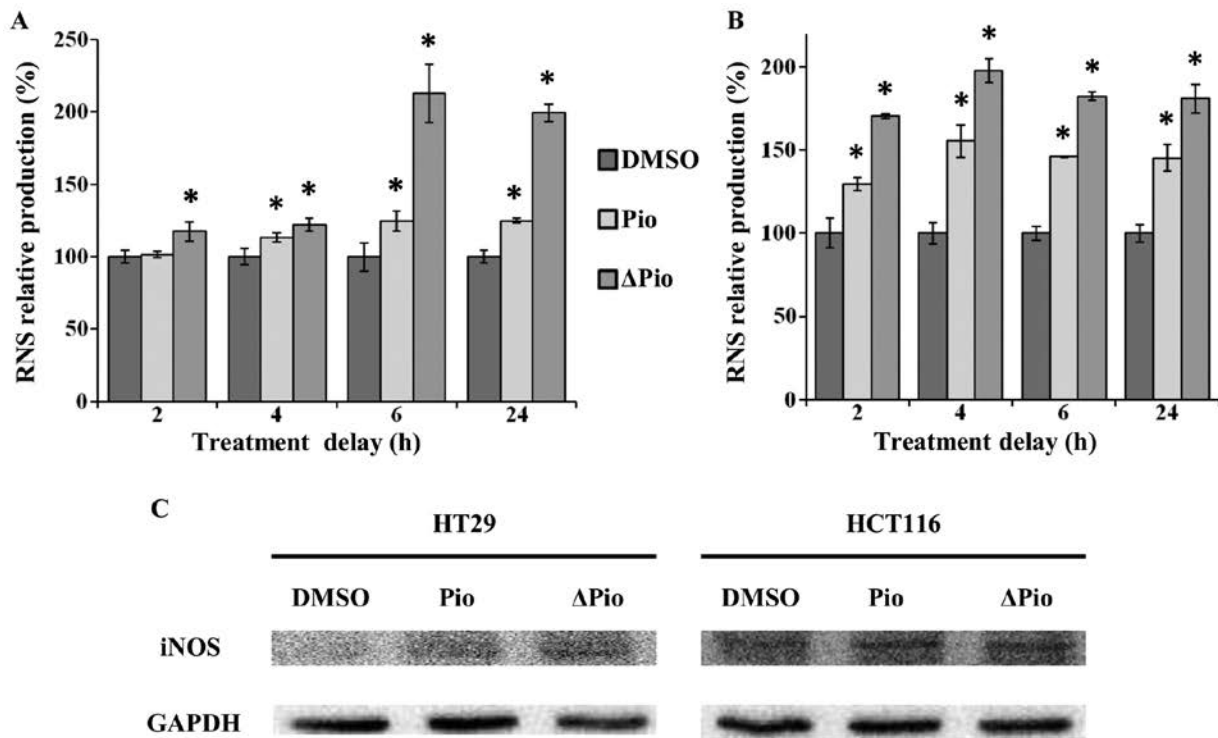 A
RNS relative production (%)
250
200
150
100
50
0
* * * * * * *
2 4 6 24
Treatment delay (h)
DMSO
Pio
ΔPio
B
RNS relative production (%)
200
150
100
50
0
* * * * * * * *
2 4 6 24
Treatment delay (h)
C
HT29 HCT116
DMSO Pio ΔPio DMSO Pio ΔPio
iNOS
GAPDH